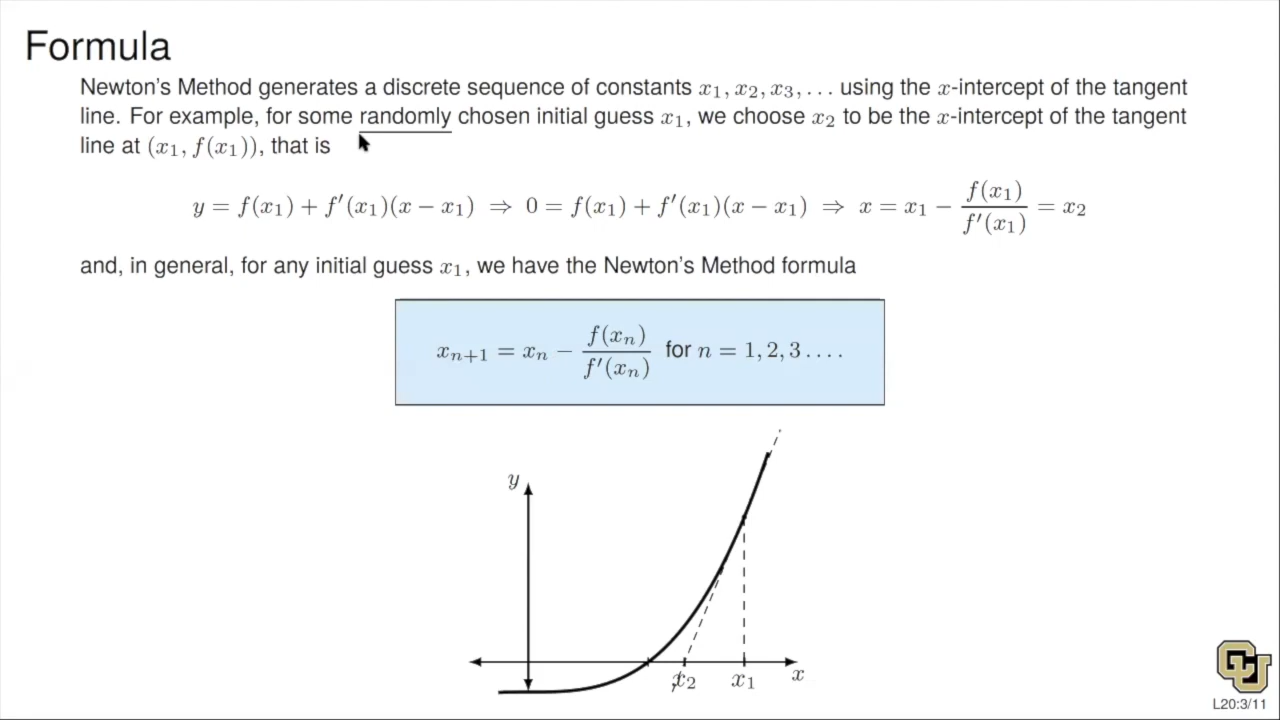 Formula
Newton's Method generates a discrete sequence of constants x₁, x₂, x₃, . . . using the x-intercept of the tangent
line. For example, for some randomly chosen initial guess x₁, we choose x₂ to be the x-intercept of the tangent
line at (x₁, f(x₁)), that is
y = f(x₁) + f′(x₁)(x − x₁) ⇒ 0 = f(x₁) + f′(x₁)(x − x₁) ⇒ x = x₁ − f(x₁)/f′(x₁) = x₂
and, in general, for any initial guess x₁, we have the Newton's Method formula
xₙ₊₁ = xₙ − f(xₙ)/f′(xₙ) for n = 1, 2, 3 . . . .
y
x₂ x₁ x
CU
L20:3/11